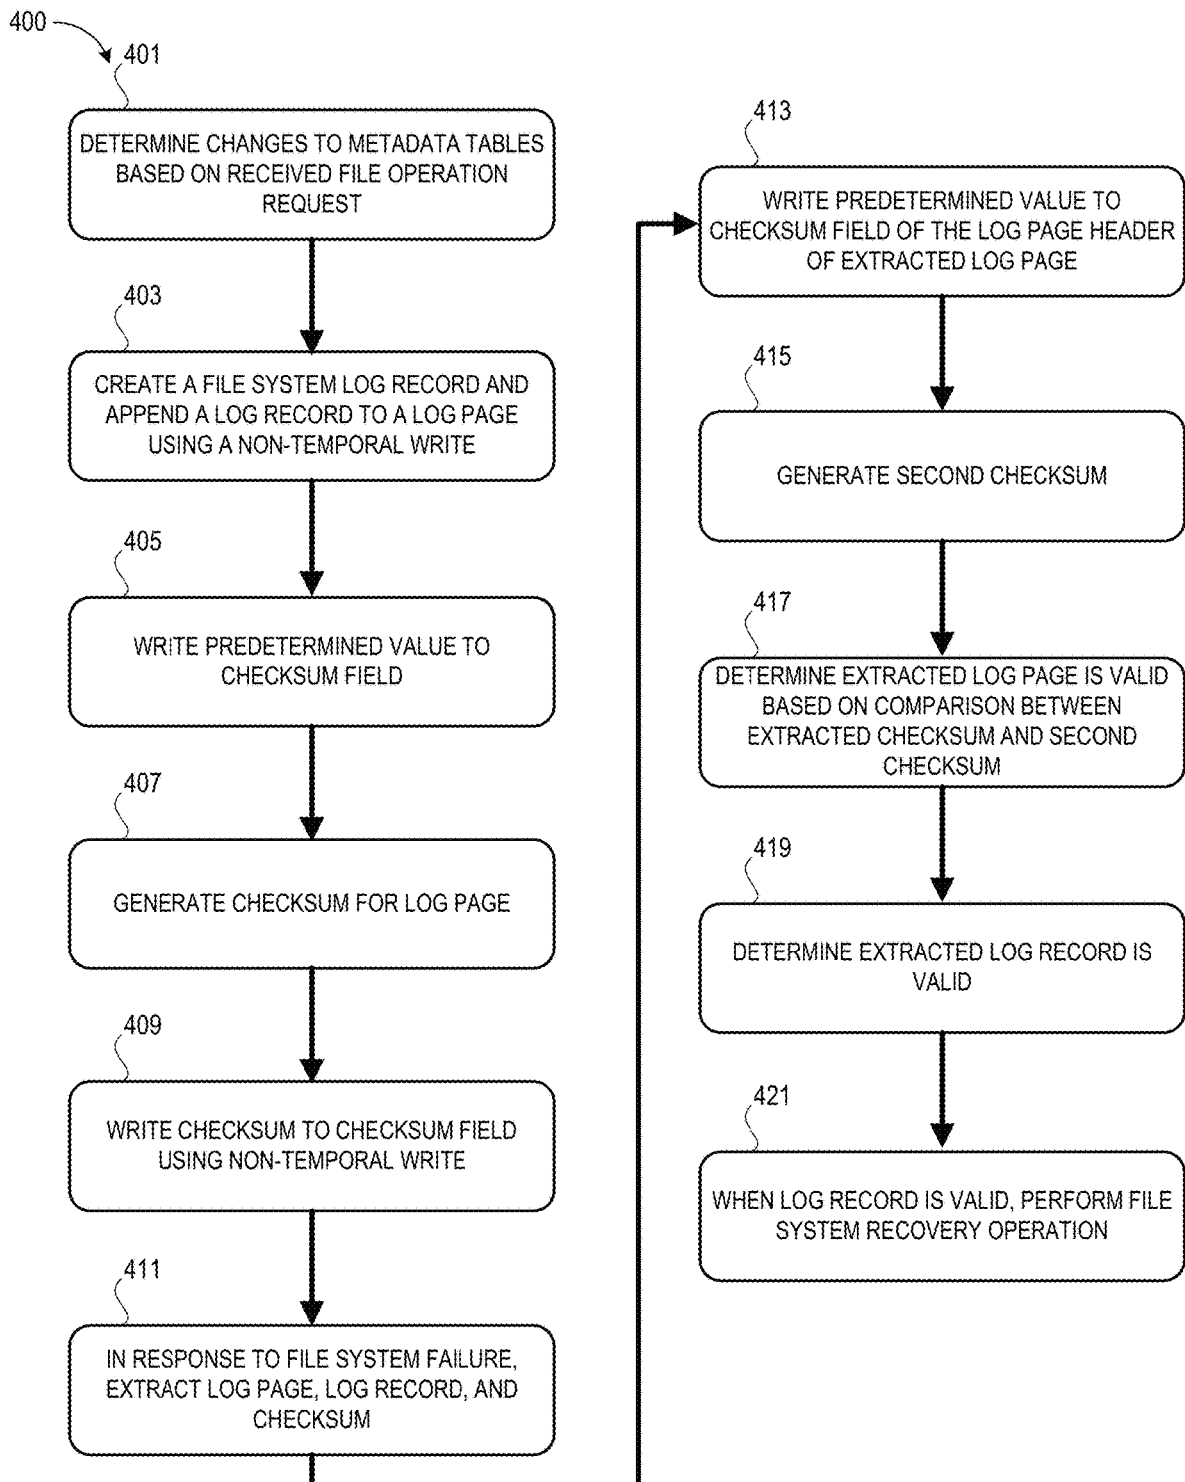 400
401
DETERMINE CHANGES TO METADATA TABLES
BASED ON RECEIVED FILE OPERATION
REQUEST
403
CREATE A FILE SYSTEM LOG RECORD AND
APPEND A LOG RECORD TO A LOG PAGE
USING A NON-TEMPORAL WRITE
405
WRITE PREDETERMINED VALUE TO
CHECKSUM FIELD
407
GENERATE CHECKSUM FOR LOG PAGE
409
WRITE CHECKSUM TO CHECKSUM FIELD
USING NON-TEMPORAL WRITE
411
IN RESPONSE TO FILE SYSTEM FAILURE,
EXTRACT LOG PAGE, LOG RECORD, AND
CHECKSUM
413
WRITE PREDETERMINED VALUE TO
CHECKSUM FIELD OF THE LOG PAGE HEADER
OF EXTRACTED LOG PAGE
415
GENERATE SECOND CHECKSUM
417
DETERMINE EXTRACTED LOG PAGE IS VALID
BASED ON COMPARISON BETWEEN
EXTRACTED CHECKSUM AND SECOND
CHECKSUM
419
DETERMINE EXTRACTED LOG RECORD IS
VALID
421
WHEN LOG RECORD IS VALID, PERFORM FILE
SYSTEM RECOVERY OPERATION